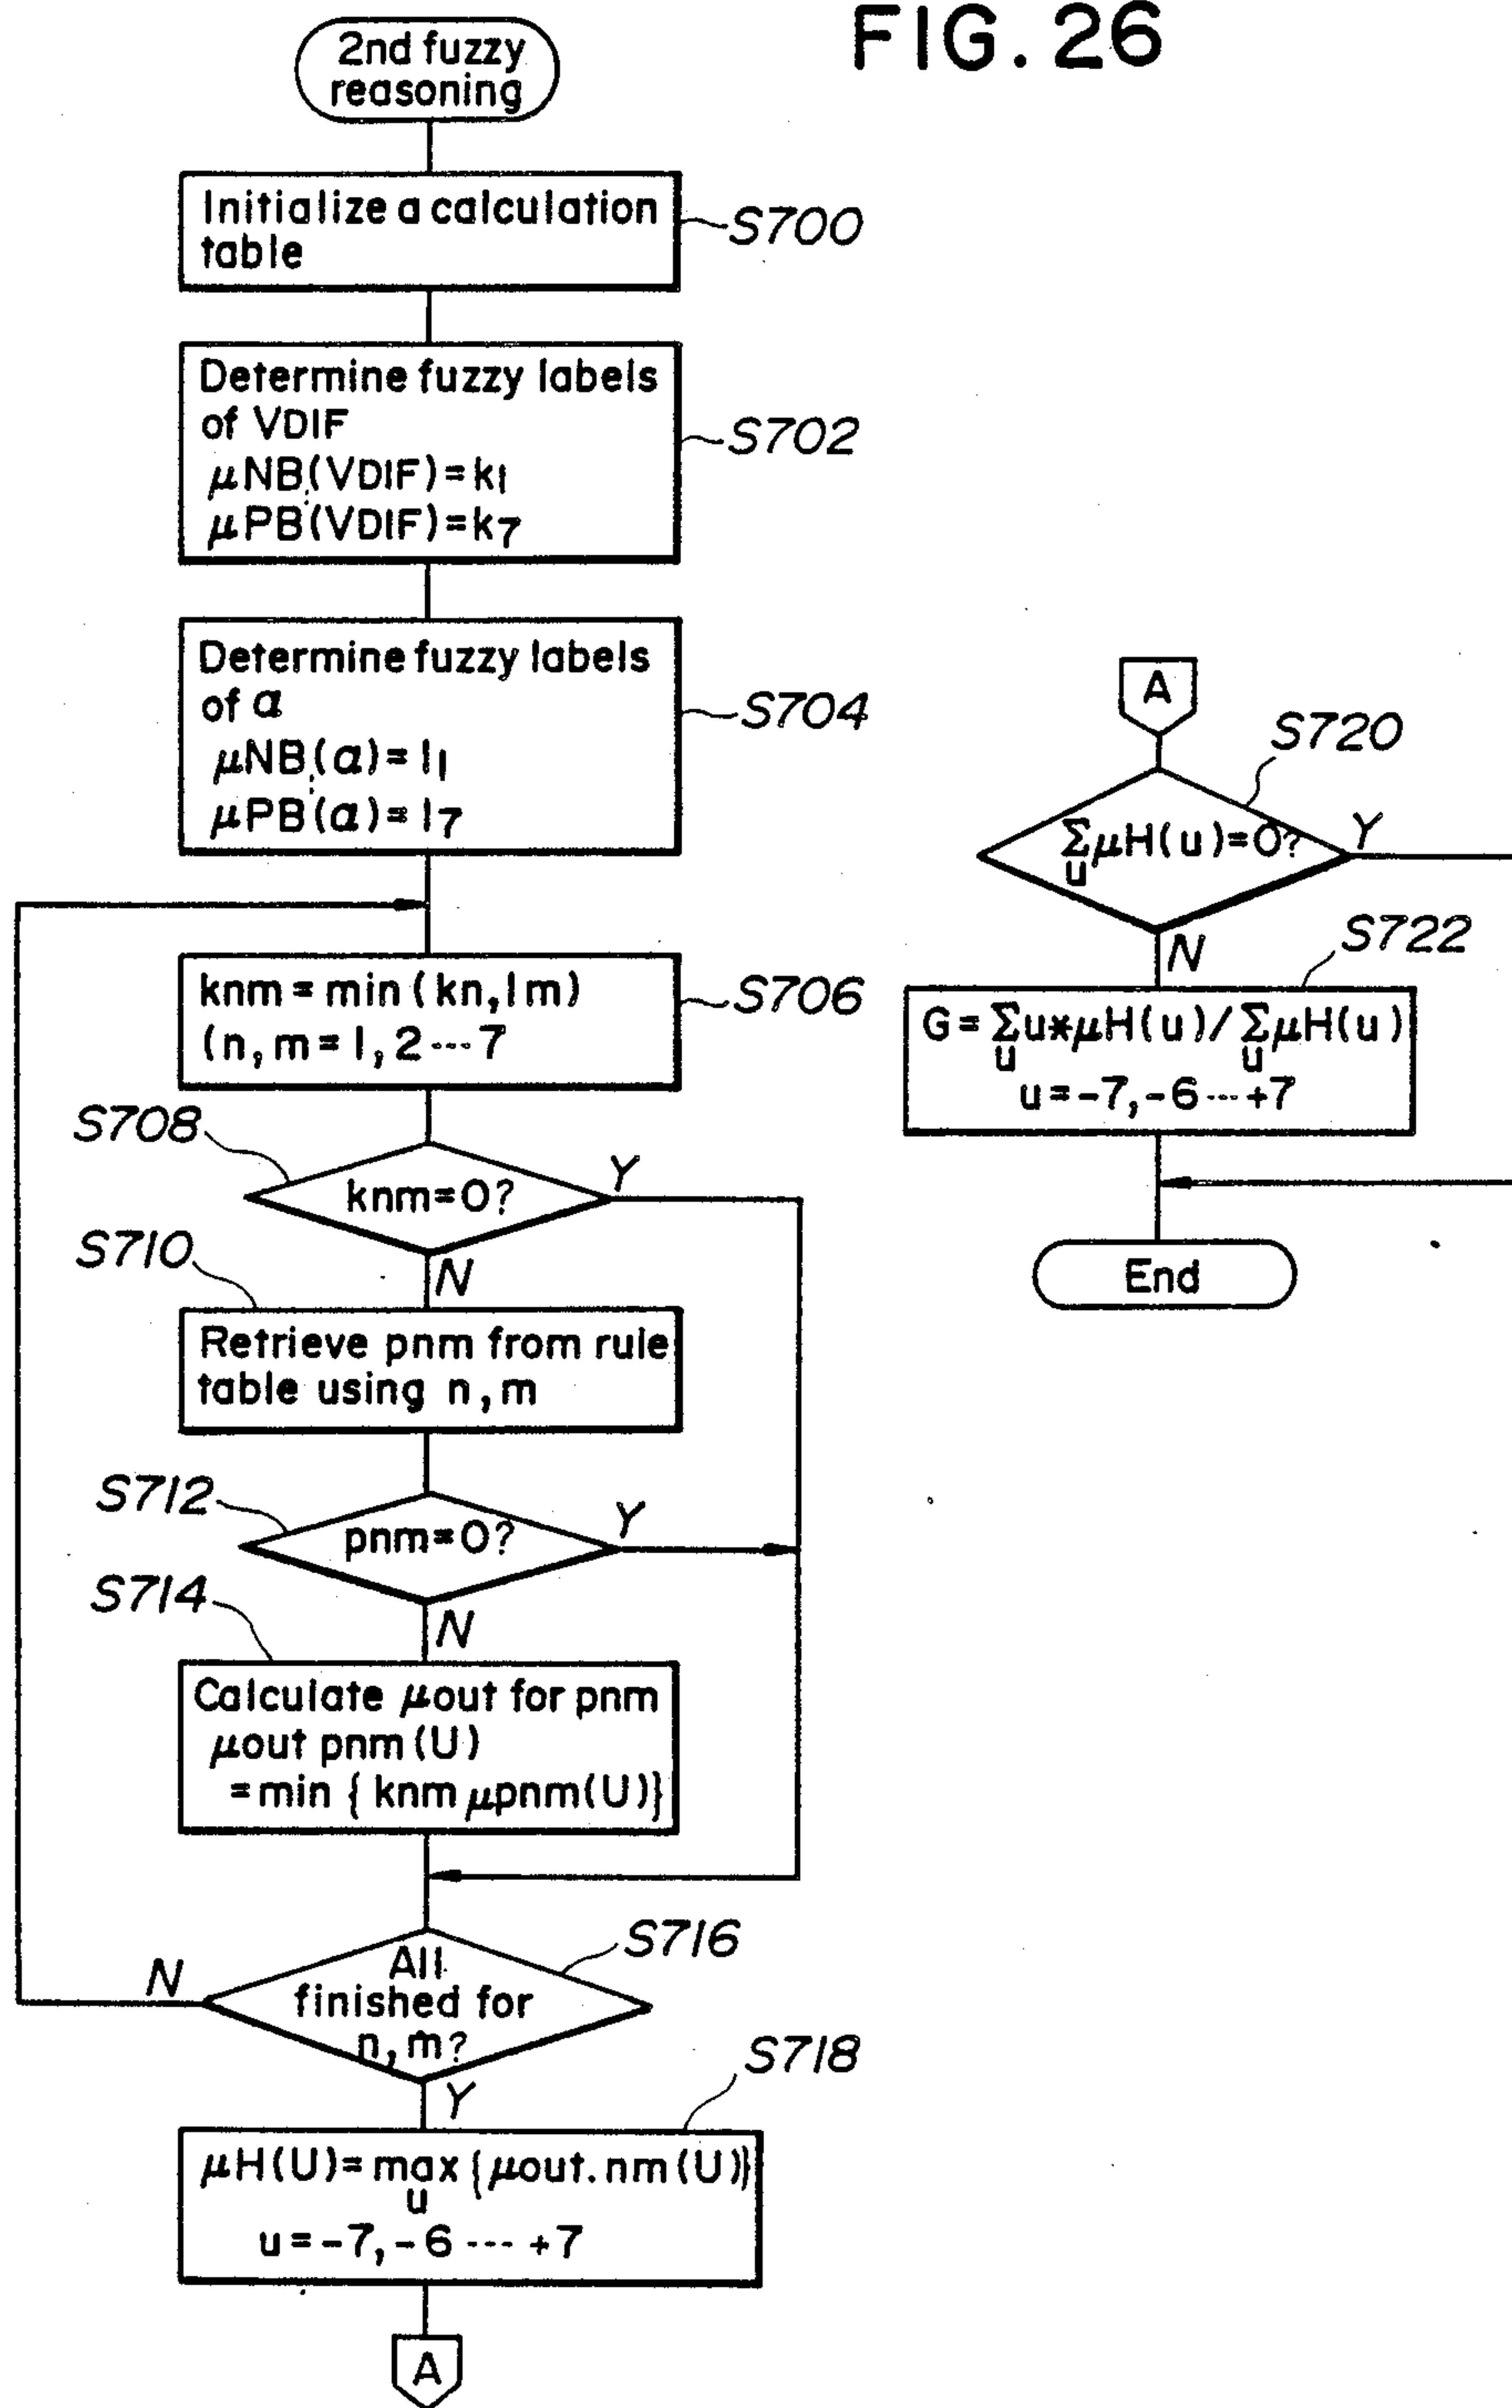 FIG. 26
2nd fuzzy
reasoning
Initialize a calculation
table
S700
Determine fuzzy labels
of VDIF
μNB(VDIF)=k1
μPB(VDIF)=k7
S702
Determine fuzzy labels
of α
μNB(α)=l1
μPB(α)=l7
S704
knm=min(kn,lm)
(n,m=1,2---7
S706
S708
knm=0?
Y
N
S710
Retrieve pnm from rule
table using n,m
S712
pnm=0?
Y
N
S714
Calculate μout for pnm
μout pnm(U)
=min{knm μpnm(U)}
S716
All
finished for
n,m?
N
Y
S718
μH(U)=max{μout.nm(U)}
u
u=-7,-6---+7
A
A
S720
Σ μH(u)=0?
u
Y
N
S722
G=Σu*μH(u)/ΣμH(u)
u u
u=-7,-6---+7
End